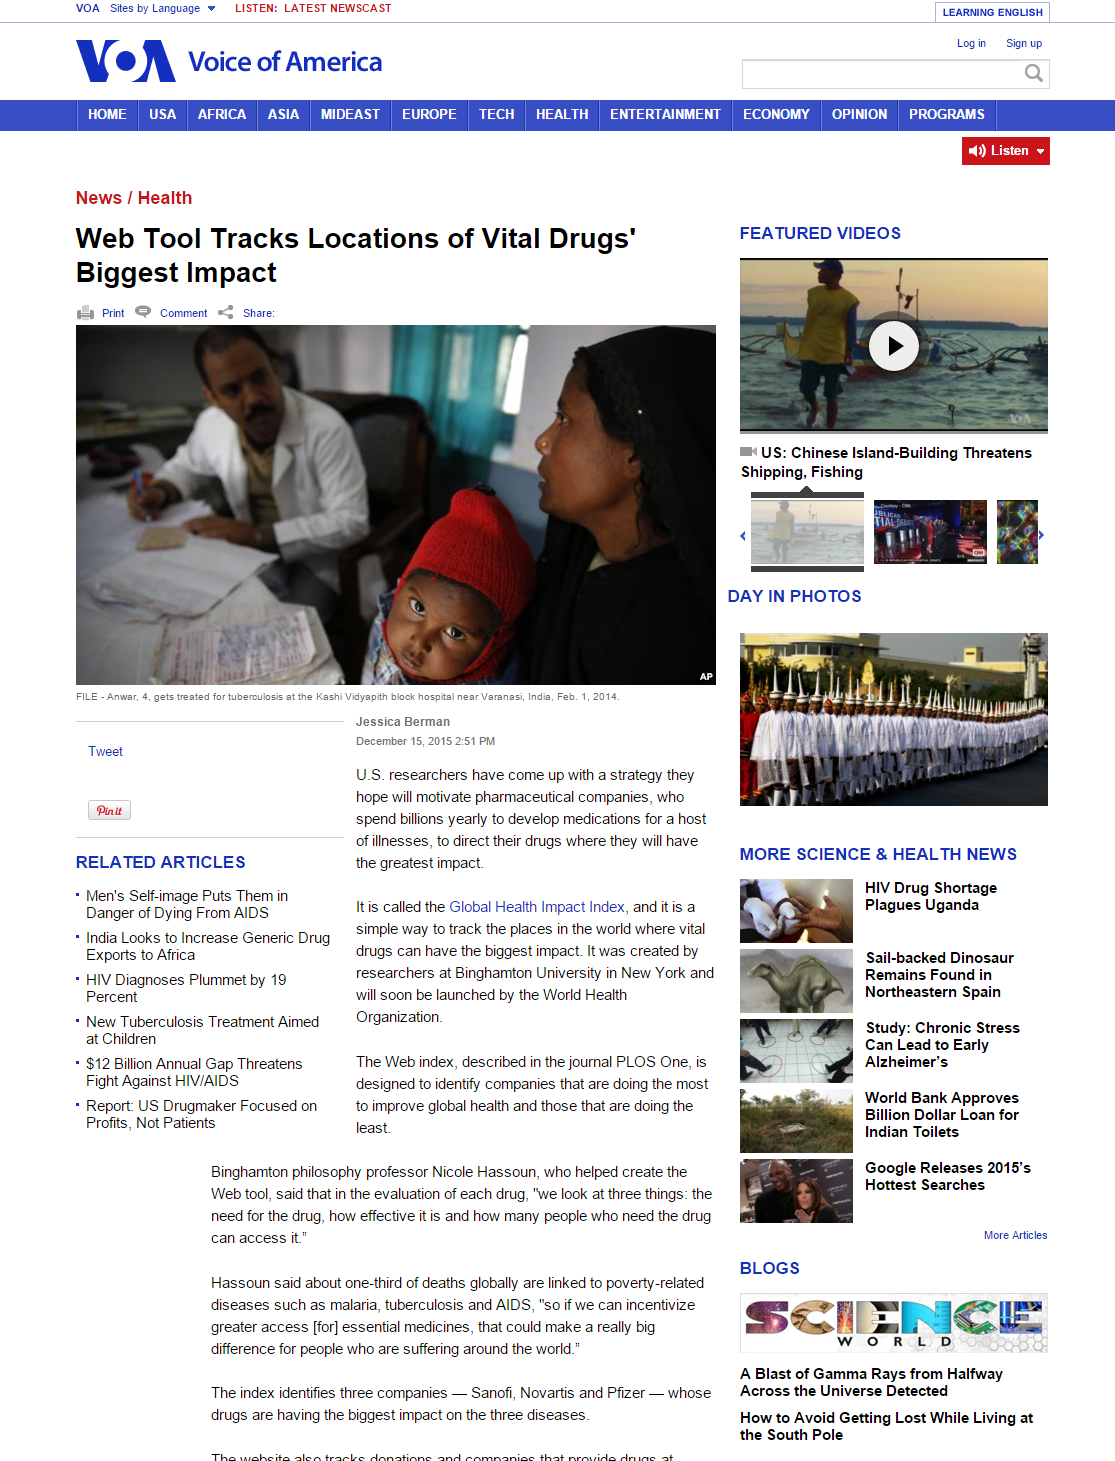 VOA Sites by Language LISTEN: LATEST NEWSCAST LEARNING ENGLISH
Log in Sign up
VOA Voice of America
HOME USA AFRICA ASIA MIDEAST EUROPE TECH HEALTH ENTERTAINMENT ECONOMY OPINION PROGRAMS
Listen
News / Health
Web Tool Tracks Locations of Vital Drugs'
Biggest Impact
Print Comment Share:
AP
FILE - Anwar, 4, gets treated for tuberculosis at the Kashi Vidyapith block hospital near Varanasi, India, Feb. 1, 2014.
Tweet
Pin it
RELATED ARTICLES
Men's Self-image Puts Them in
Danger of Dying From AIDS
India Looks to Increase Generic Drug
Exports to Africa
HIV Diagnoses Plummet by 19
Percent
New Tuberculosis Treatment Aimed
at Children
$12 Billion Annual Gap Threatens
Fight Against HIV/AIDS
Report: US Drugmaker Focused on
Profits, Not Patients
Jessica Berman
December 15, 2015 2:51 PM
U.S. researchers have come up with a strategy they
hope will motivate pharmaceutical companies, who
spend billions yearly to develop medications for a host
of illnesses, to direct their drugs where they will have
the greatest impact.
It is called the Global Health Impact Index, and it is a
simple way to track the places in the world where vital
drugs can have the biggest impact. It was created by
researchers at Binghamton University in New York and
will soon be launched by the World Health
Organization.
The Web index, described in the journal PLOS One, is
designed to identify companies that are doing the most
to improve global health and those that are doing the
least.
Binghamton philosophy professor Nicole Hassoun, who helped create the
Web tool, said that in the evaluation of each drug, "we look at three things: the
need for the drug, how effective it is and how many people who need the drug
can access it.”
Hassoun said about one-third of deaths globally are linked to poverty-related
diseases such as malaria, tuberculosis and AIDS, "so if we can incentivize
greater access [for] essential medicines, that could make a really big
difference for people who are suffering around the world.”
The index identifies three companies — Sanofi, Novartis and Pfizer — whose
drugs are having the biggest impact on the three diseases.
The website also tracks donations and companies that provide drugs at
FEATURED VIDEOS
VOA
US: Chinese Island-Building Threatens
Shipping, Fishing
Courtesy - CNN
CNN
DAY IN PHOTOS
MORE SCIENCE & HEALTH NEWS
HIV Drug Shortage
Plagues Uganda
Sail-backed Dinosaur
Remains Found in
Northeastern Spain
Study: Chronic Stress
Can Lead to Early
Alzheimer’s
World Bank Approves
Billion Dollar Loan for
Indian Toilets
Google Releases 2015’s
Hottest Searches
More Articles
BLOGS
SCIENCE
WORLD
A Blast of Gamma Rays from Halfway
Across the Universe Detected
How to Avoid Getting Lost While Living at
the South Pole